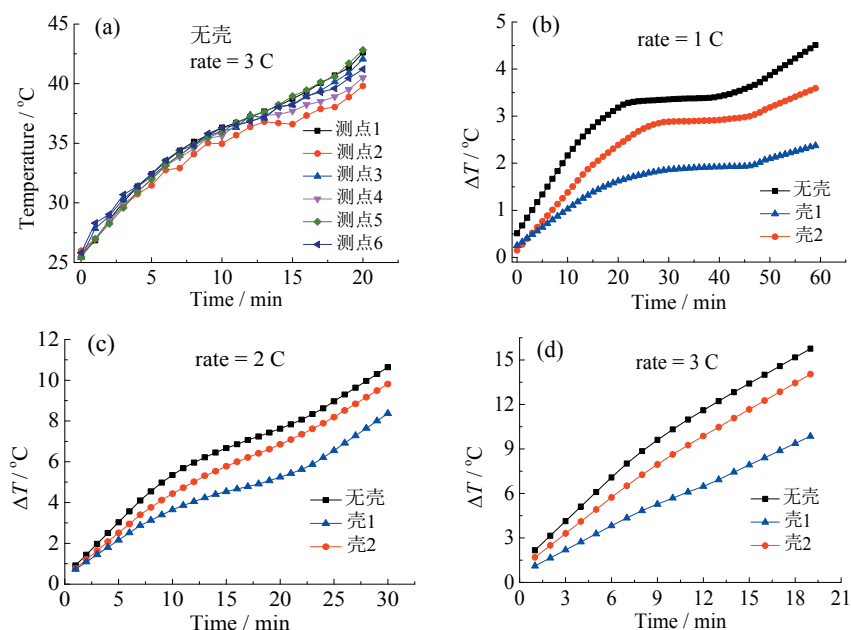 (a)
无壳
rate = 3 C
测点1
测点2
测点3
测点4
测点5
测点6
Temperature / °C
45
40
35
30
25
0 5 10 15 20
Time / min
(b)
rate = 1 C
无壳
壳1
壳2
ΔT / °C
5
4
3
2
1
0
0 10 20 30 40 50 60
Time / min
(c)
rate = 2 C
无壳
壳1
壳2
ΔT / °C
12
10
8
6
4
2
0
0 5 10 15 20 25 30
Time / min
(d)
rate = 3 C
无壳
壳1
壳2
ΔT / °C
15
12
9
6
3
0
0 3 6 9 12 15 18 21
Time / min